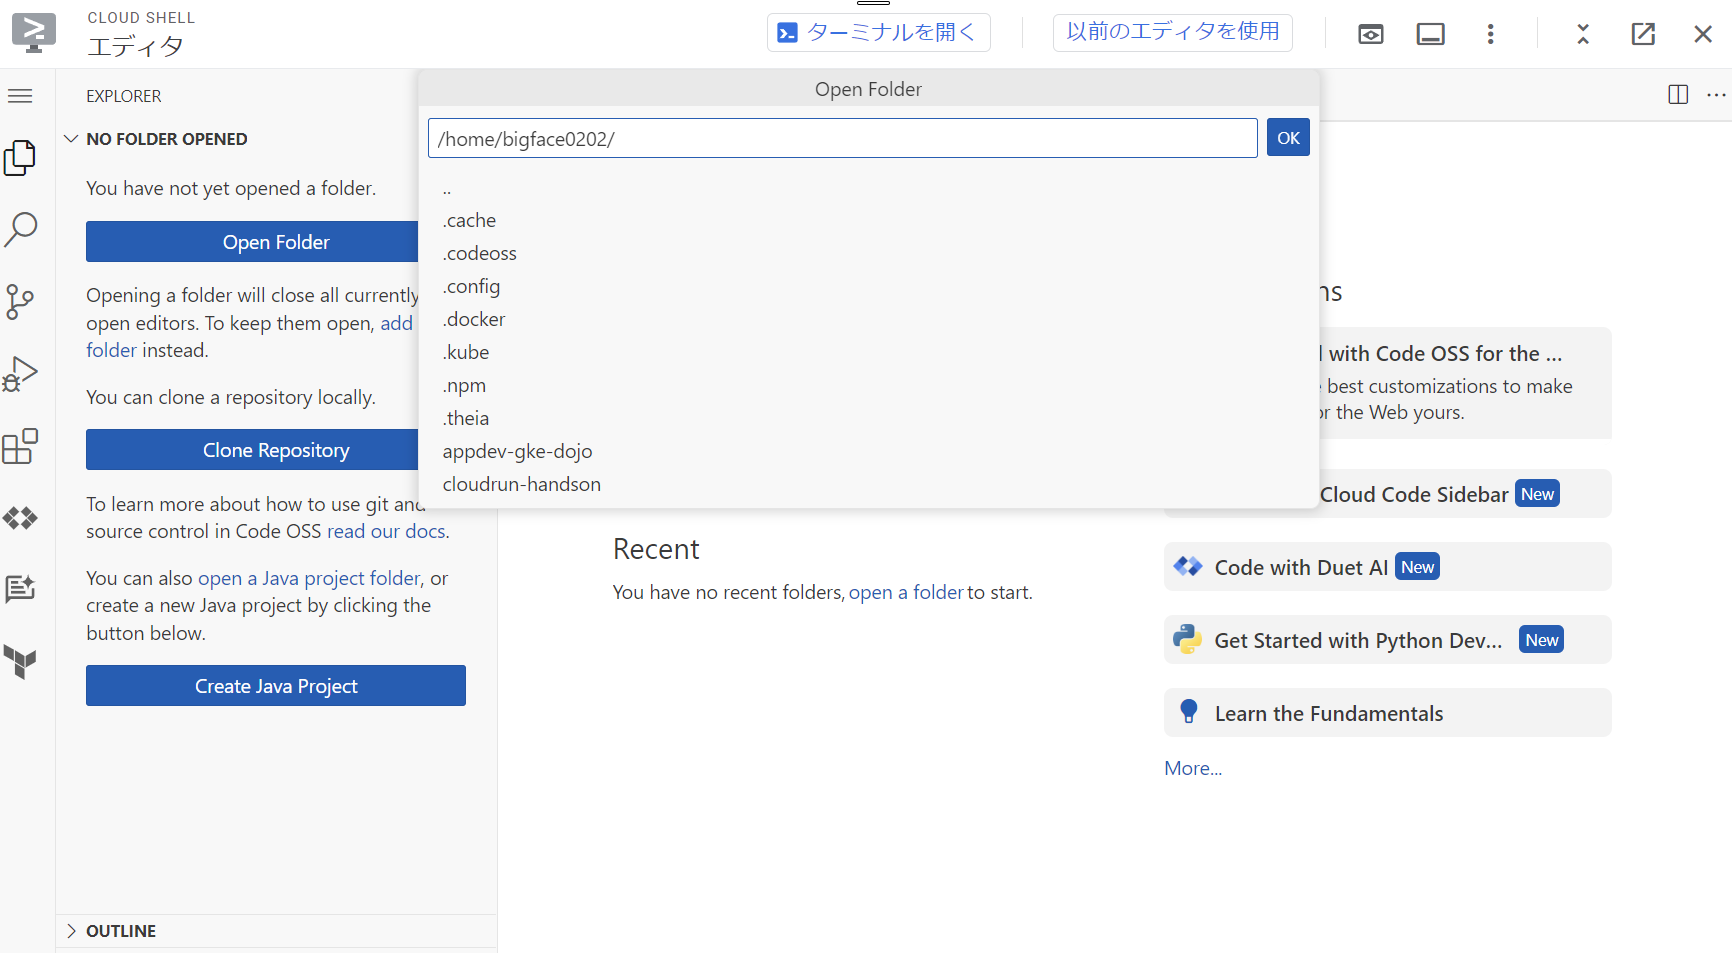 CLOUD SHELL
エディタ
ターミナルを開く
以前のエディタを使用
EXPLORER
NO FOLDER OPENED
You have not yet opened a folder.
Open Folder
Opening a folder will close all currently
open editors. To keep them open, add
folder instead.
You can clone a repository locally.
Clone Repository
To learn more about how to use git and
source control in Code OSS read our docs.
You can also open a Java project folder, or
create a new Java project by clicking the
button below.
Create Java Project
OUTLINE
Open Folder
/home/bigface0202/
OK
..
.cache
.codeoss
.config
.docker
.kube
.npm
.theia
appdev-gke-dojo
cloudrun-handson
Recent
You have no recent folders, open a folder to start.
ns
with Code OSS for the ...
best customizations to make
or the Web yours.
Cloud Code Sidebar New
Code with Duet AI New
Get Started with Python Dev... New
Learn the Fundamentals
More...